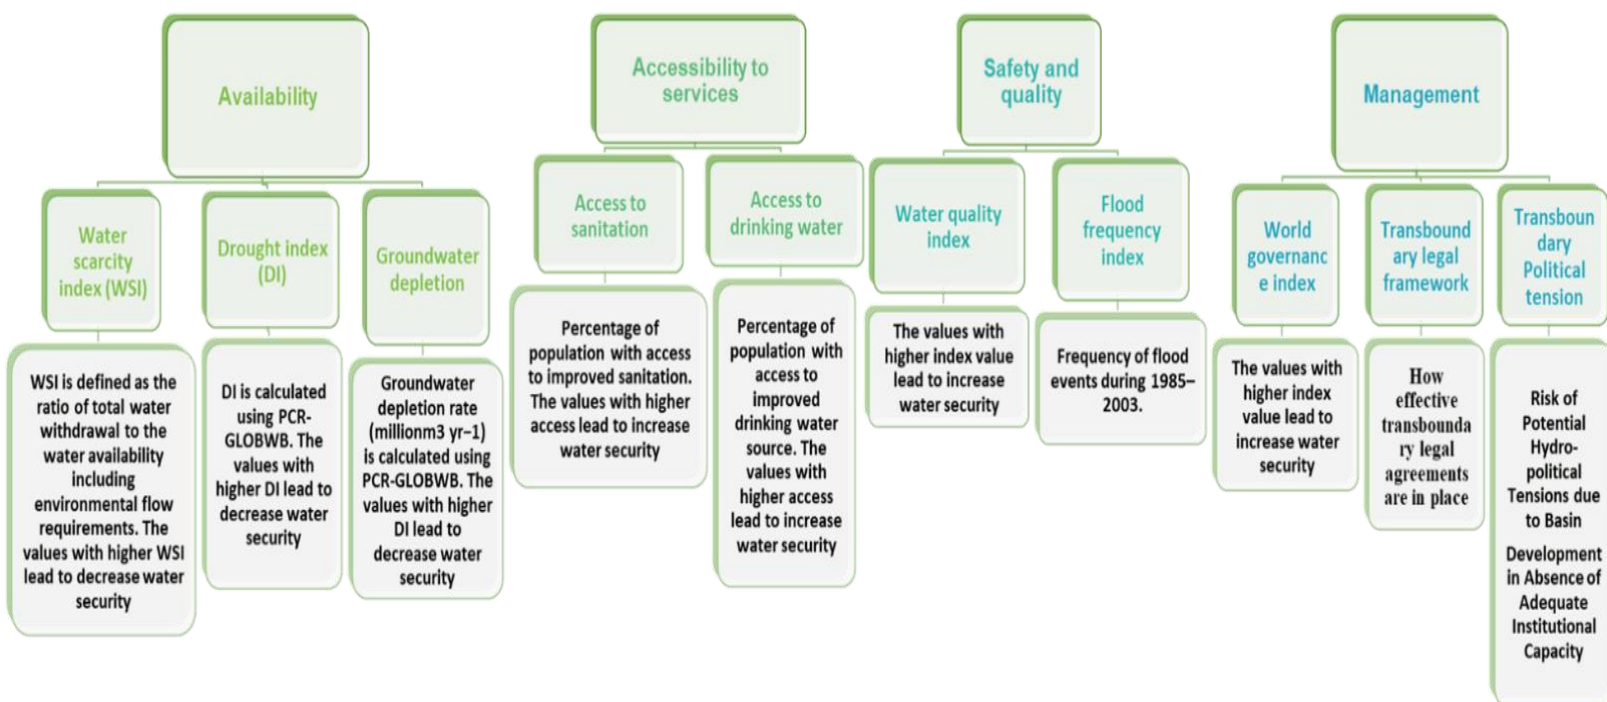 Availability
Water
scarcity
index (WSI)
WSI is defined as the
ratio of total water
withdrawal to the
water availability
including
environmental flow
requirements. The
values with higher WSI
lead to decrease water
security
Drought index
(DI)
DI is calculated
using PCR-
GLOBWB. The
values with
higher DI lead to
decrease water
security
Groundwater
depletion
Groundwater
depletion rate
(millionm3 yr–1)
is calculated using
PCR-GLOBWB. The
values with higher
DI lead to
decrease water
security
Accessibility to
services
Access to
sanitation
Percentage of
population with access
to improved sanitation.
The values with higher
access lead to increase
water security
Access to
drinking water
Percentage of
population with
access to
improved
drinking water
source. The
values with
higher access
lead to increase
water security
Safety and
quality
Water quality
index
The values with
higher index value
lead to increase
water security
Flood
frequency
index
Frequency of flood
events during 1985–
2003.
Management
World
governanc
e index
The values with
higher index
value lead to
increase water
security
Transbound
ary legal
framework
How
effective
transbounda
ry legal
agreements
are in place
Transboun
dary
Political
tension
Risk of
Potential
Hydro-
political
Tensions due
to Basin
Development
in Absence of
Adequate
Institutional
Capacity